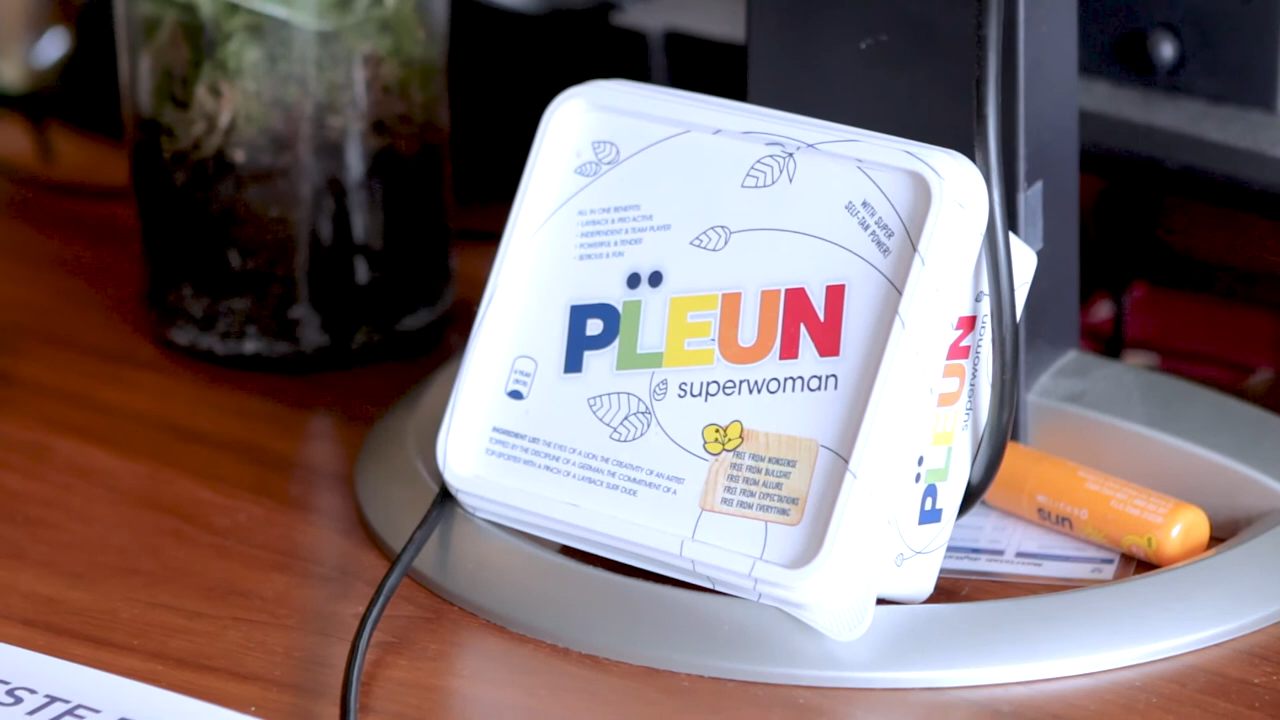 ALL IN ONE BENEFITS:
• LAYBACK & PRO-ACTIVE
• INDEPENDENT & TEAM PLAYER
• POWERFUL & TENDER
• SERIOUS & FUN
WITH SUPER
SELF-TAN POWER!
PLËUN
superwoman
INGREDIENT LIST: THE EYES OF A LION, THE CREATIVITY OF AN ARTIST
TOPPED BY THE DISCIPLINE OF A GERMAN, THE COMMITMENT OF A
TOP-SPORTER WITH A PINCH OF A LAYBACK SURF DUDE.
FREE FROM NONSENSE
FREE FROM BULLSHIT
FREE FROM ALLURE
FREE FROM EXPECTATIONS
FREE FROM EVERYTHING
PLËUN
superwoman
sun